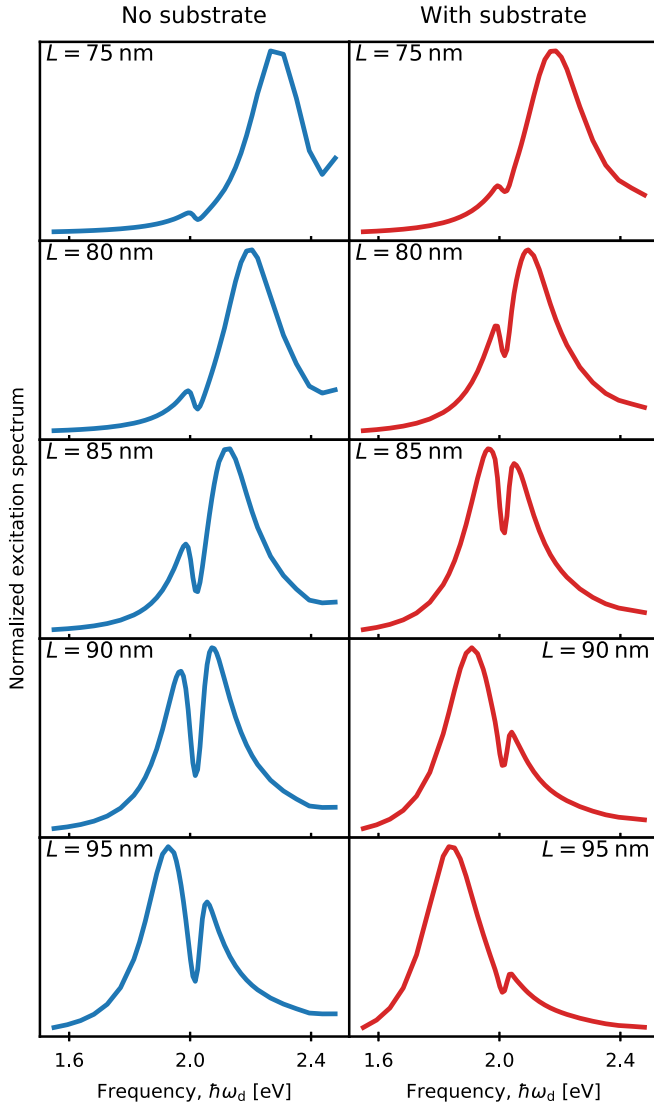 No substrate
With substrate
L = 75 nm
L = 75 nm
L = 80 nm
L = 80 nm
L = 85 nm
L = 85 nm
L = 90 nm
L = 90 nm
L = 95 nm
L = 95 nm
Normalized excitation spectrum
1.6 2.0 2.4
1.6 2.0 2.4
Frequency, ħω_d [eV]
Frequency, ħω_d [eV]